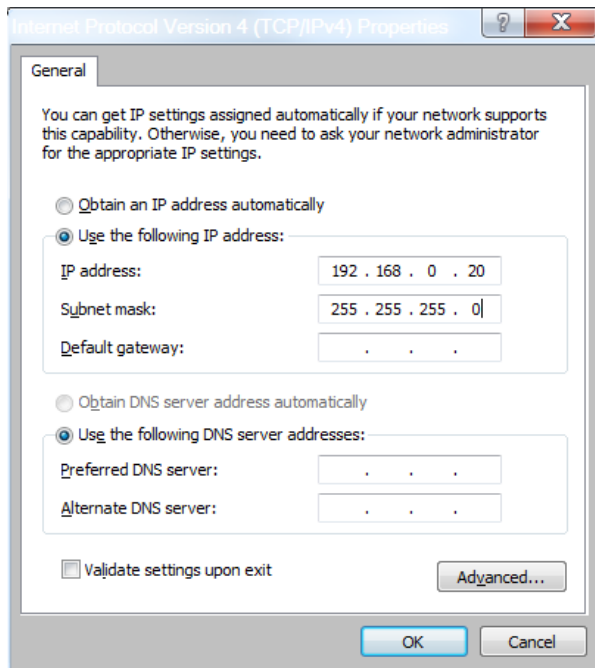 Internet Protocol Version 4 (TCP/IPv4) Properties
General
You can get IP settings assigned automatically if your network supports
this capability. Otherwise, you need to ask your network administrator
for the appropriate IP settings.
Obtain an IP address automatically
Use the following IP address:
IP address: 192 . 168 . 0 . 20
Subnet mask: 255 . 255 . 255 . 0
Default gateway: . . .
Obtain DNS server address automatically
Use the following DNS server addresses:
Preferred DNS server: . . .
Alternate DNS server: . . .
Validate settings upon exit
Advanced...
OK Cancel